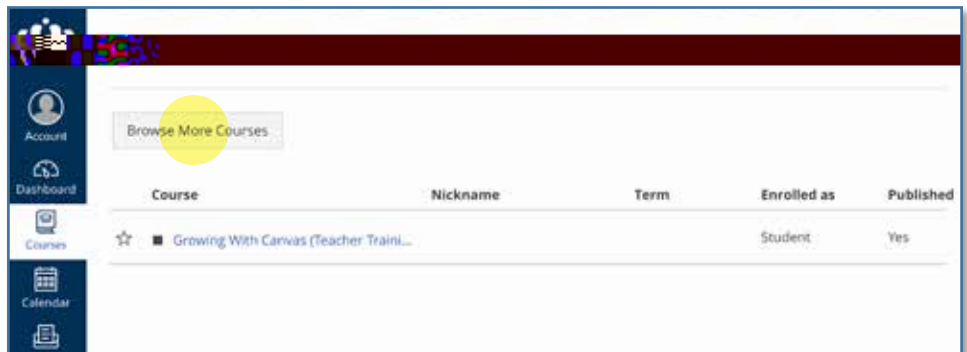 Account
Dashboard
Courses
Calendar
Browse More Courses
Course Nickname Term Enrolled as Published
Growing With Canvas (Teacher Traini... Student Yes